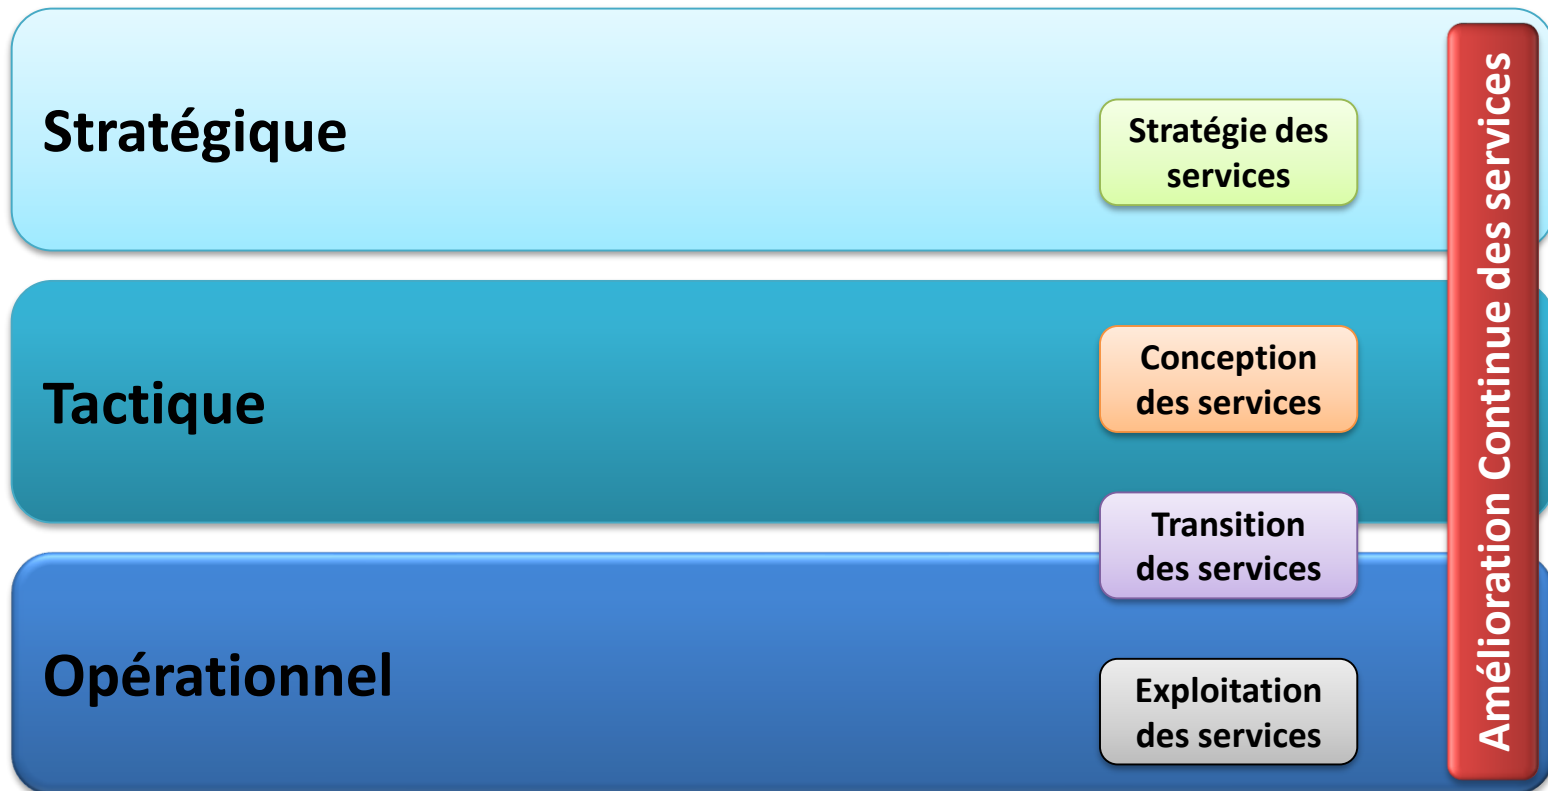 Stratégique
Stratégie des
services
Tactique
Conception
des services
Transition
des services
Opérationnel
Exploitation
des services
Amélioration Continue des services